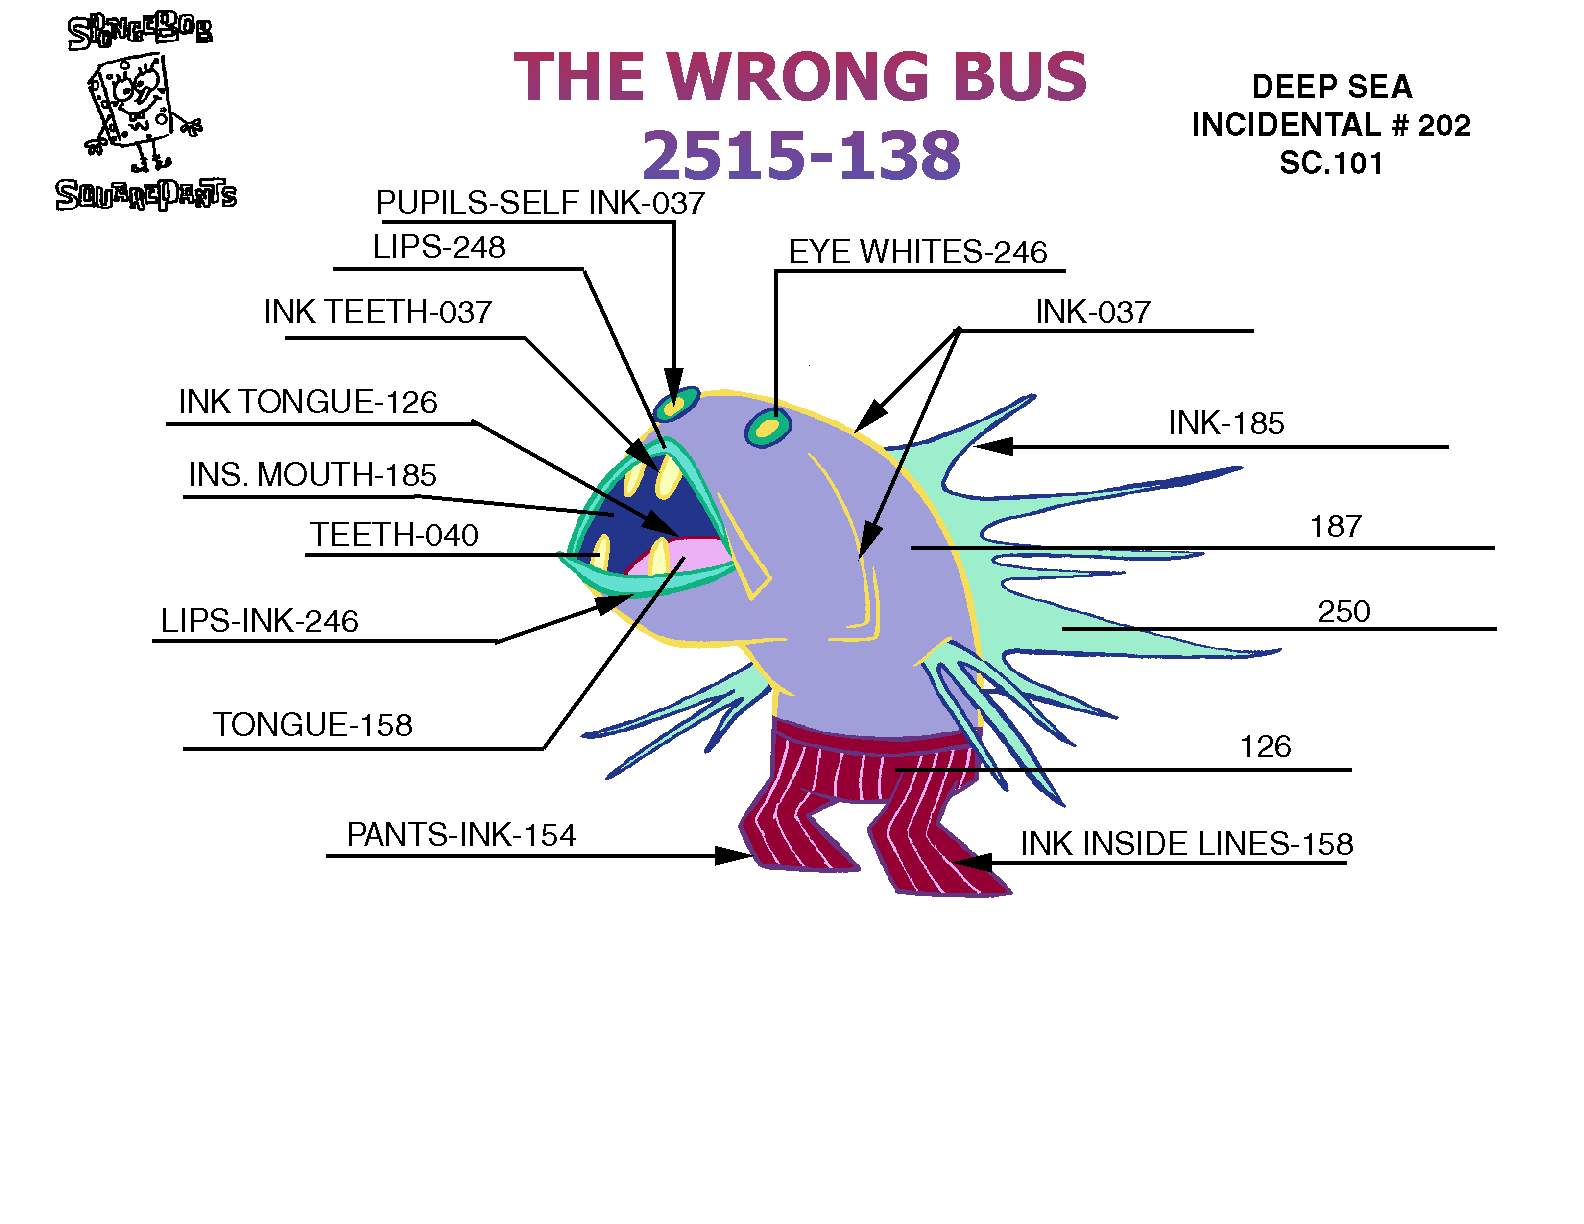 SPONGEBOB
SQUAREPANTS
THE WRONG BUS
2515-138
DEEP SEA
INCIDENTAL # 202
SC.101
PUPILS-SELF INK-037
LIPS-248
EYE WHITES-246
INK TEETH-037
INK-037
INK TONGUE-126
INK-185
INS. MOUTH-185
TEETH-040
187
LIPS-INK-246
250
TONGUE-158
126
PANTS-INK-154
INK INSIDE LINES-158